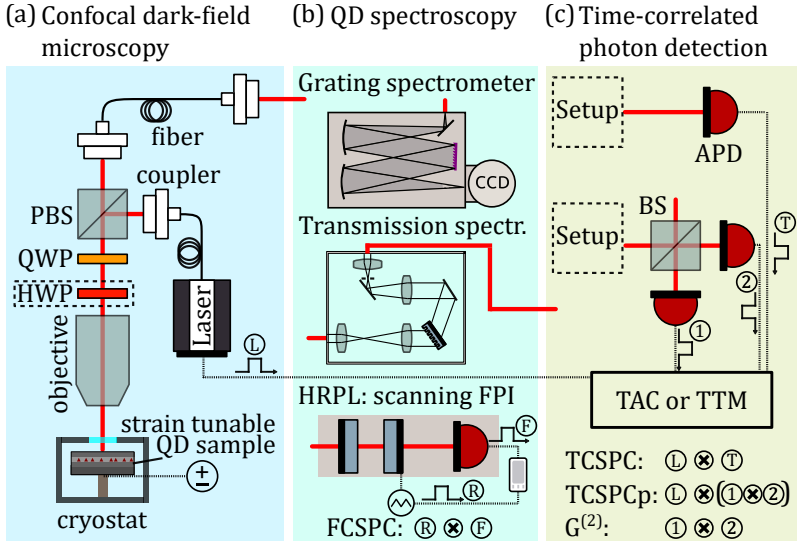 (a) Confocal dark-field
microscopy
fiber
coupler
PBS
QWP
HWP
Laser
L
objective
strain tunable
QD sample
±
cryostat
(b) QD spectroscopy
Grating spectrometer
CCD
Transmission spectr.
HRPL: scanning FPI
F
R
FCSPC: R ⊗ F
(c) Time-correlated
photon detection
Setup
APD
BS
T
Setup
2
1
TAC or TTM
TCSPC: L ⊗ T
TCSPCp: L ⊗ (1 ⊗ 2)
G(2): 1 ⊗ 2